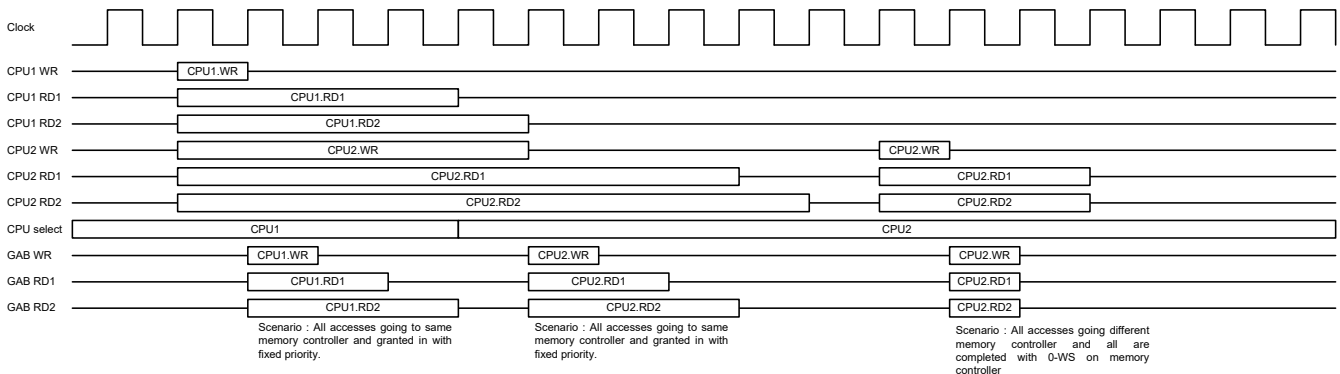 Clock
CPU1 WR CPU1.WR
CPU1 RD1 CPU1.RD1
CPU1 RD2 CPU1.RD2
CPU2 WR CPU2.WR CPU2.WR
CPU2 RD1 CPU2.RD1 CPU2.RD1
CPU2 RD2 CPU2.RD2 CPU2.RD2
CPU select CPU1 CPU2
GAB WR CPU1.WR CPU2.WR CPU2.WR
GAB RD1 CPU1.RD1 CPU2.RD1 CPU2.RD1
GAB RD2 CPU1.RD2 CPU2.RD2 CPU2.RD2
Scenario : All accesses going to same
memory controller and granted in with
fixed priority.
Scenario : All accesses going to same
memory controller and granted in with
fixed priority.
Scenario : All accesses going different
memory controller and all are
completed with 0-WS on memory
controller